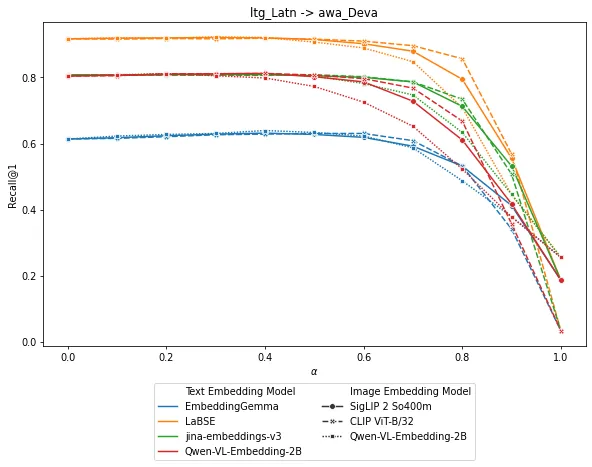 ltg_Latn -> awa_Deva
Recall@1
0.8
0.6
0.4
0.2
0.0
0.0 0.2 0.4 0.6 0.8 1.0
α
Text Embedding Model
EmbeddingGemma
LaBSE
jina-embeddings-v3
Qwen-VL-Embedding-2B
Image Embedding Model
SigLIP 2 So400m
CLIP ViT-B/32
Qwen-VL-Embedding-2B